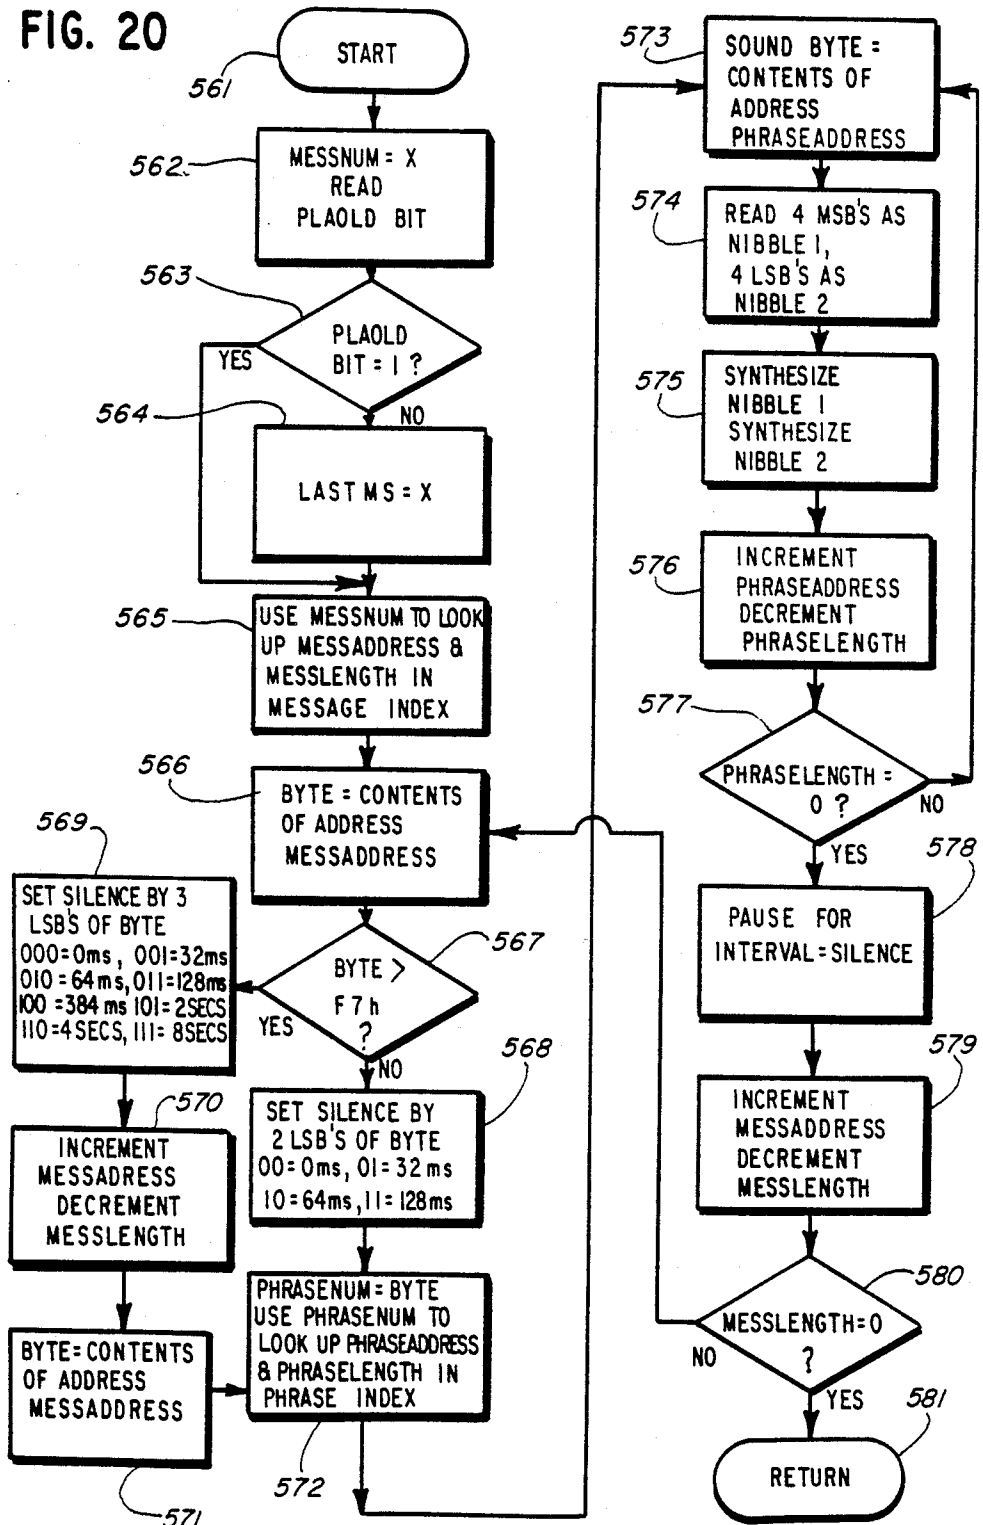 FIG. 20
START
561
MESSNUM = X
READ
PLAOLD BIT
562
563
PLAOLD
BIT = 1 ?
YES
NO
564
LAST MS = X
565
USE MESSNUM TO LOOK
UP MESSADDRESS &
MESSLENGTH IN
MESSAGE INDEX
566
BYTE = CONTENTS
OF ADDRESS
MESSADDRESS
567
BYTE >
F7h
?
YES
NO
569
SET SILENCE BY 3
LSB'S OF BYTE
000=0ms, 001=32ms
010=64ms, 011=128ms
100=384ms 101=2SECS
110=4SECS, 111=8SECS
570
INCREMENT
MESSADRESS
DECREMENT
MESSLENGTH
BYTE=CONTENTS
OF ADDRESS
MESSADDRESS
571
568
SET SILENCE BY
2 LSB'S OF BYTE
00=0ms, 01=32ms
10=64ms, 11=128ms
PHRASENUM=BYTE
USE PHRASENUM TO
LOOK UP PHRASEADDRESS
& PHRASELENGTH IN
PHRASE INDEX
572
573
SOUND BYTE =
CONTENTS OF
ADDRESS
PHRASEADDRESS
574
READ 4 MSB'S AS
NIBBLE 1,
4 LSB'S AS
NIBBLE 2
575
SYNTHESIZE
NIBBLE 1
SYNTHESIZE
NIBBLE 2
576
INCREMENT
PHRASEADDRESS
DECREMENT
PHRASELENGTH
577
PHRASELENGTH =
0 ?
NO
YES
578
PAUSE FOR
INTERVAL=SILENCE
579
INCREMENT
MESSADDRESS
DECREMENT
MESSLENGTH
580
MESSLENGTH=0
?
NO
YES
581
RETURN